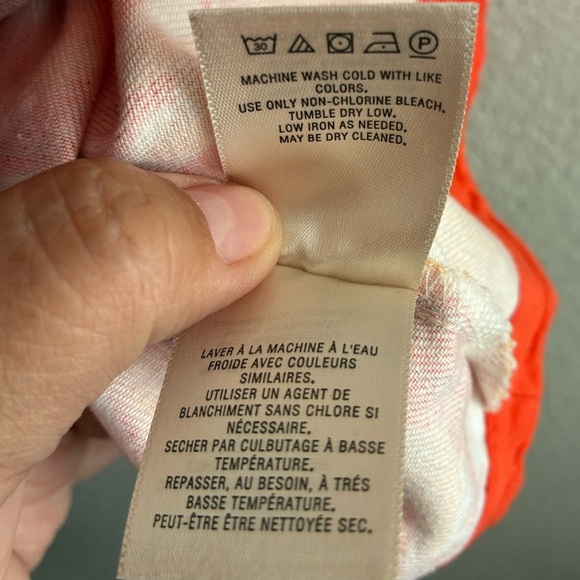 30 P
MACHINE WASH COLD WITH LIKE
COLORS.
USE ONLY NON-CHLORINE BLEACH.
TUMBLE DRY LOW.
LOW IRON AS NEEDED.
MAY BE DRY CLEANED.
LAVER À LA MACHINE À L'EAU
FROIDE AVEC COULEURS
SIMILAIRES.
UTILISER UN AGENT DE
BLANCHIMENT SANS CHLORE SI
NÉCESSAIRE.
SECHER PAR CULBUTAGE À BASSE
TEMPÉRATURE.
REPASSER, AU BESOIN, À TRÉS
BASSE TEMPÉRATURE.
PEUT-ÊTRE ÊTRE NETTOYÉE SEC.